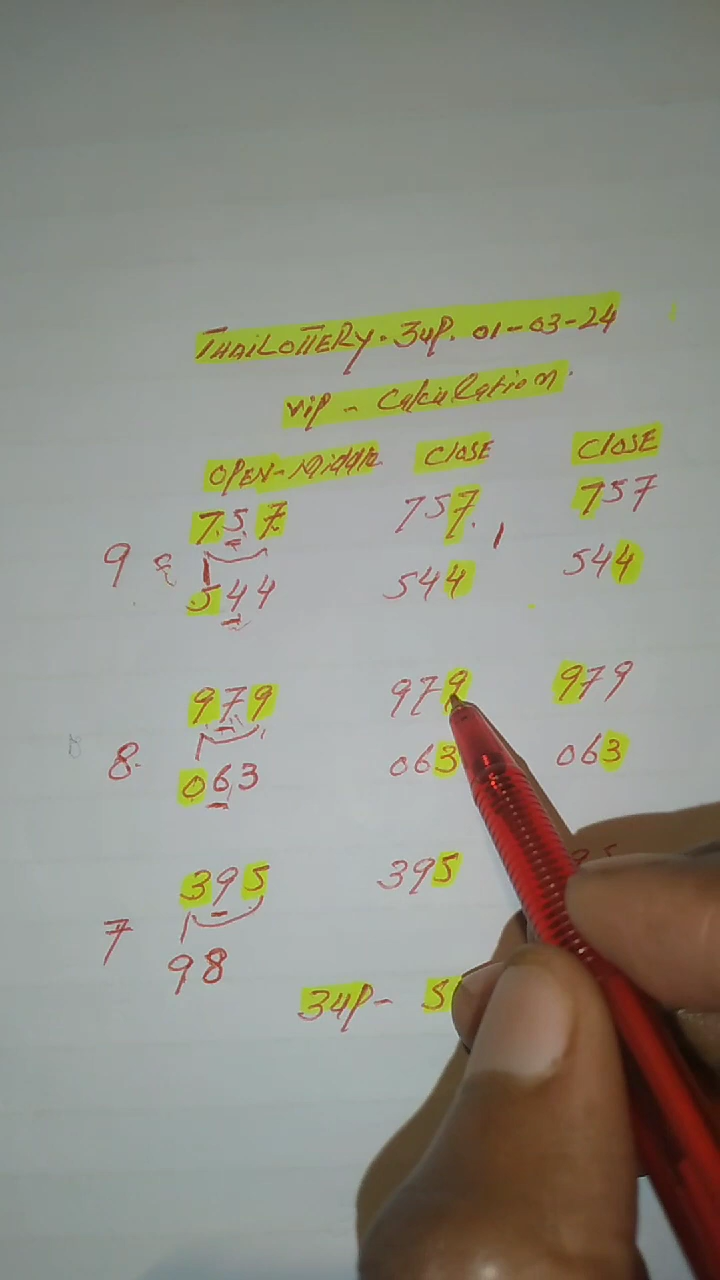 THAILOTTERY. 3UP. 01-03-24
VIP - Calculation.
OPEN-Middle CLOSE CLOSE
757 757 757
9
544 544 544
979 979 979
8.
063 063 063
395 395
7
98
3UP-